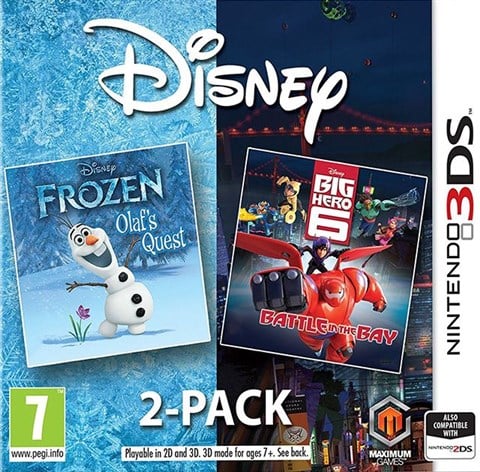 Disney
NINTENDO 3DS
Disney
FROZEN
Olaf's
Quest
Disney
BIG
HERO
6
BATTLE IN THE BAY
2-PACK
7™
www.pegi.info
Playable in 2D and 3D. 3D mode for ages 7+. See back.
M
MAXIMUM
GAMES®
ALSO
COMPATIBLE
WITH
NINTENDO 2DS